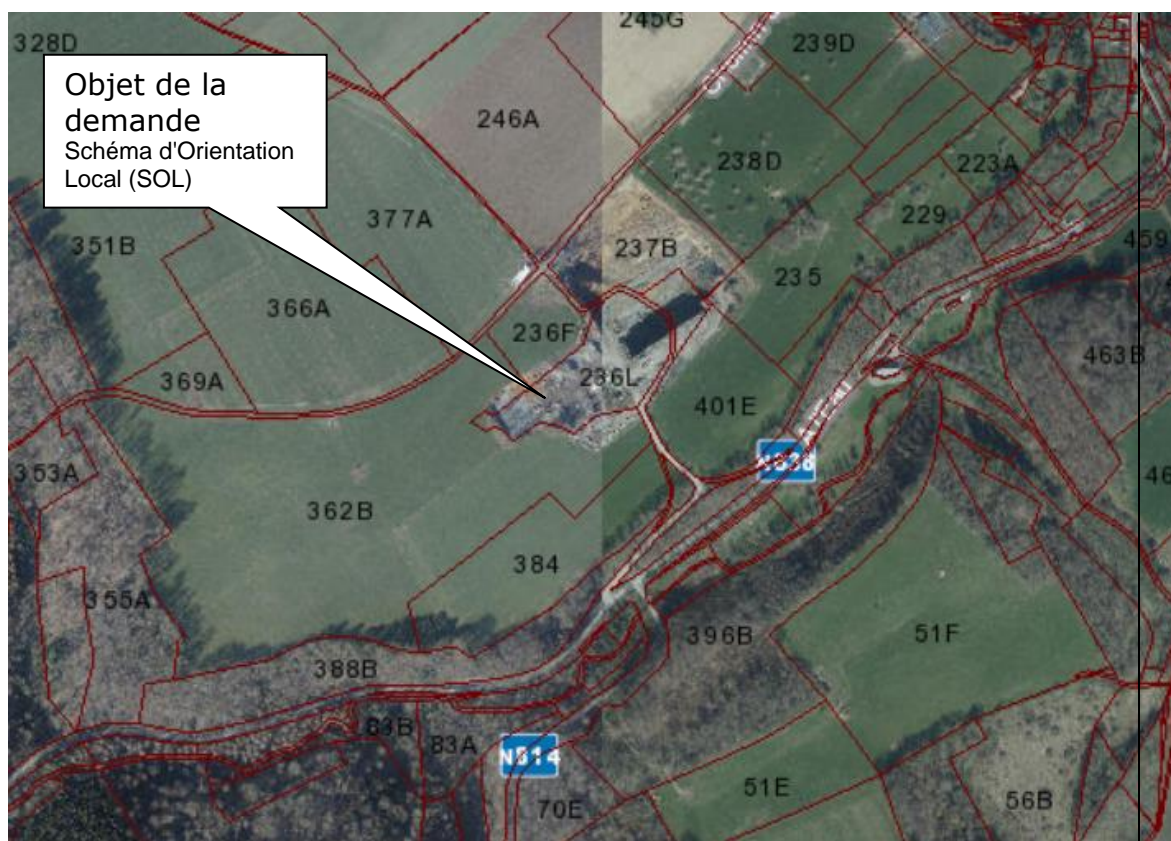 328D
245G
239D
Objet de la
demande
Schéma d'Orientation
Local (SOL)
246A
238D
223A
377A
229
351B
237B
459
235
366A
236F
463B
369A
236L
401E
353A
362B
384
355A
396B
51F
388B
83B
83A
N814
51E
56B
70E